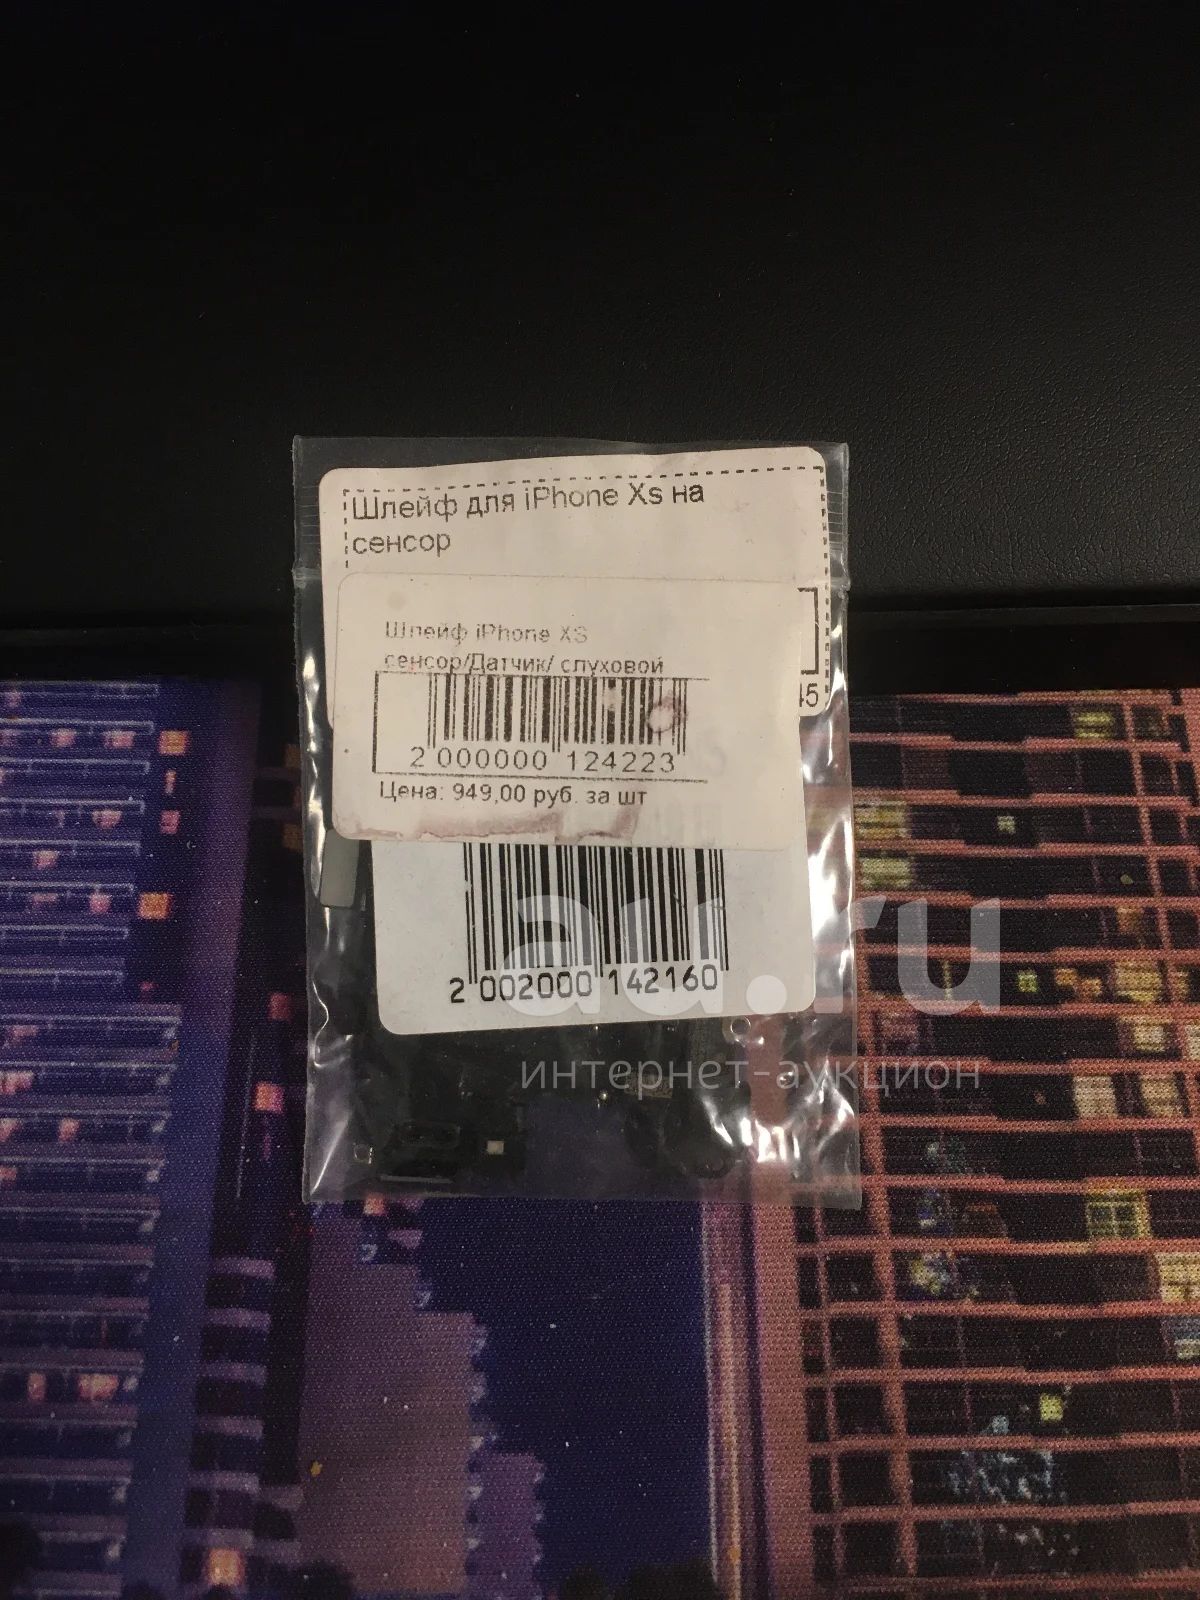 Шлейф для iPhone Xs на
сенсор
45
Шлейф iPhone XS
сенсор/Датчик/ слуховой
2 000000 124223
Цена: 949,00 руб. за шт
2 002000 142160
au.ru
интернет-аукцион